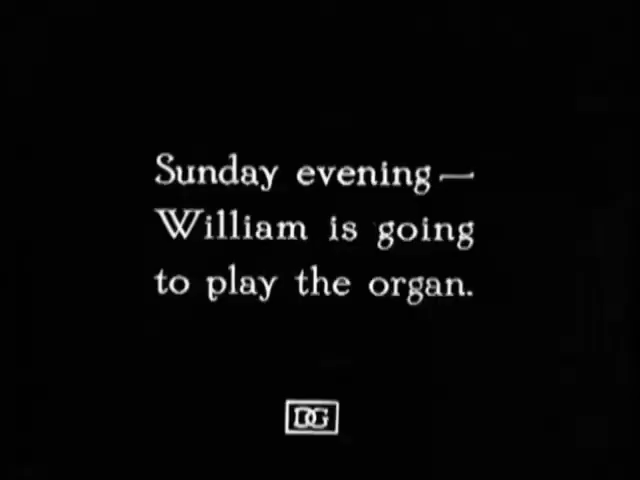 Sunday evening—
William is going
to play the organ.
DG